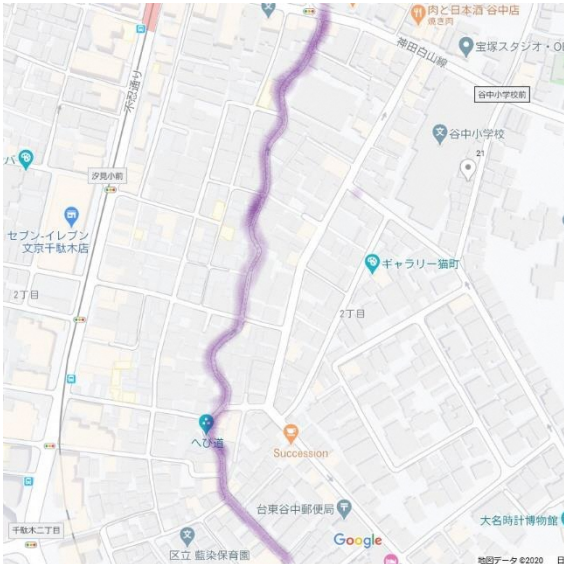 肉と日本酒 谷中店
焼き肉
神田白山線
宝塚スタジオ・
谷中小学校前
不忍通り
文
谷中小学校
21
汐見小前
セブン-イレブン
文京千駄木店
ギャラリー猫町
2丁目
2丁目
へび道
Succession
台東谷中郵便局
千駄木二丁目
大名時計博物館
文
区立 藍染保育園
Google
地図データ ©2020